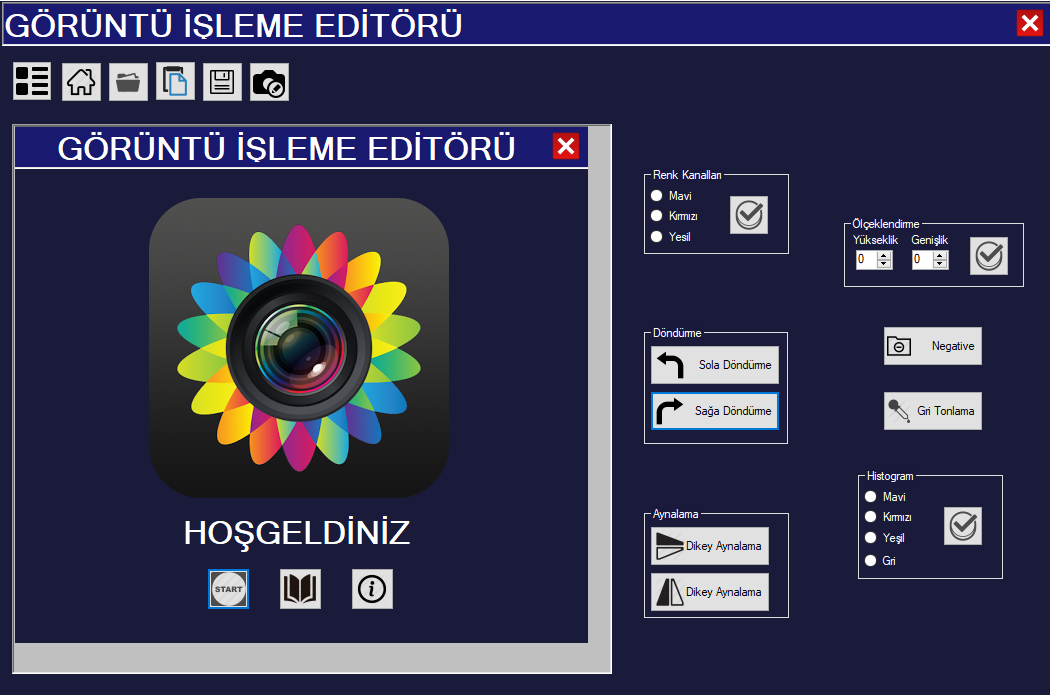 GÖRÜNTÜ İŞLEME EDİTÖRÜ
GÖRÜNTÜ İŞLEME EDİTÖRÜ
HOŞGELDİNİZ
START
Renk Kanalları
Mavi
Kırmızı
Yesil
Ölçeklendirme
Yükseklik Genişlik
0 0
Döndürme
Sola Döndürme
Sağa Döndürme
Negative
Gri Tonlama
Aynalama
Dikey Aynalama
Dikey Aynalama
Histogram
Mavi
Kırmızı
Yeşil
Gri